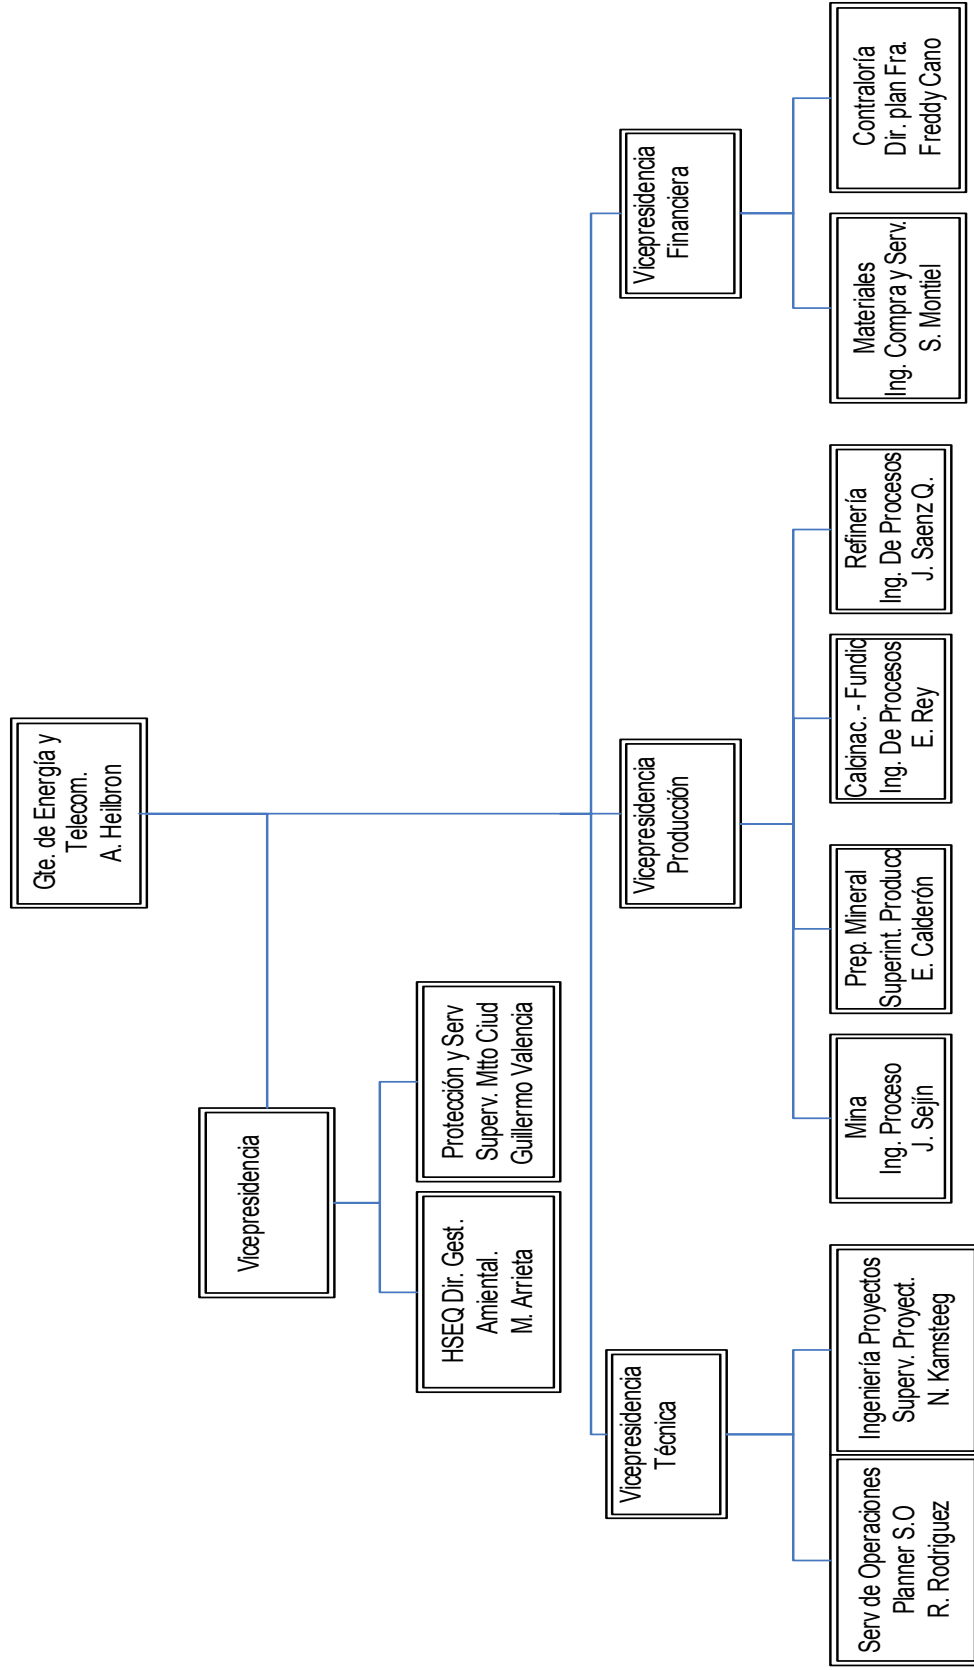 Gte. de Energía y
Telecom.
A. Heilbron
Vicepresidencia
HSEQ Dir. Gest.
Amiental.
M. Arrieta
Protección y Serv
Superv. Mtto Ciud
Guillermo Valencia
Vicepresidencia
Técnica
Vicepresidencia
Producción
Vicepresidencia
Financiera
Serv de Operaciones
Planner S.O
R. Rodriguez
Ingeniería Proyectos
Superv. Proyect.
N. Kamsteeg
Mina
Ing. Proceso
J. Sejín
Prep. Mineral
Superint. Producc
E. Calderón
Calcinac. - Fundic
Ing. De Procesos
E. Rey
Refinería
Ing. De Procesos
J. Saenz Q.
Materiales
Ing. Compra y Serv.
S. Montiel
Contraloría
Dir. plan Fra.
Freddy Cano